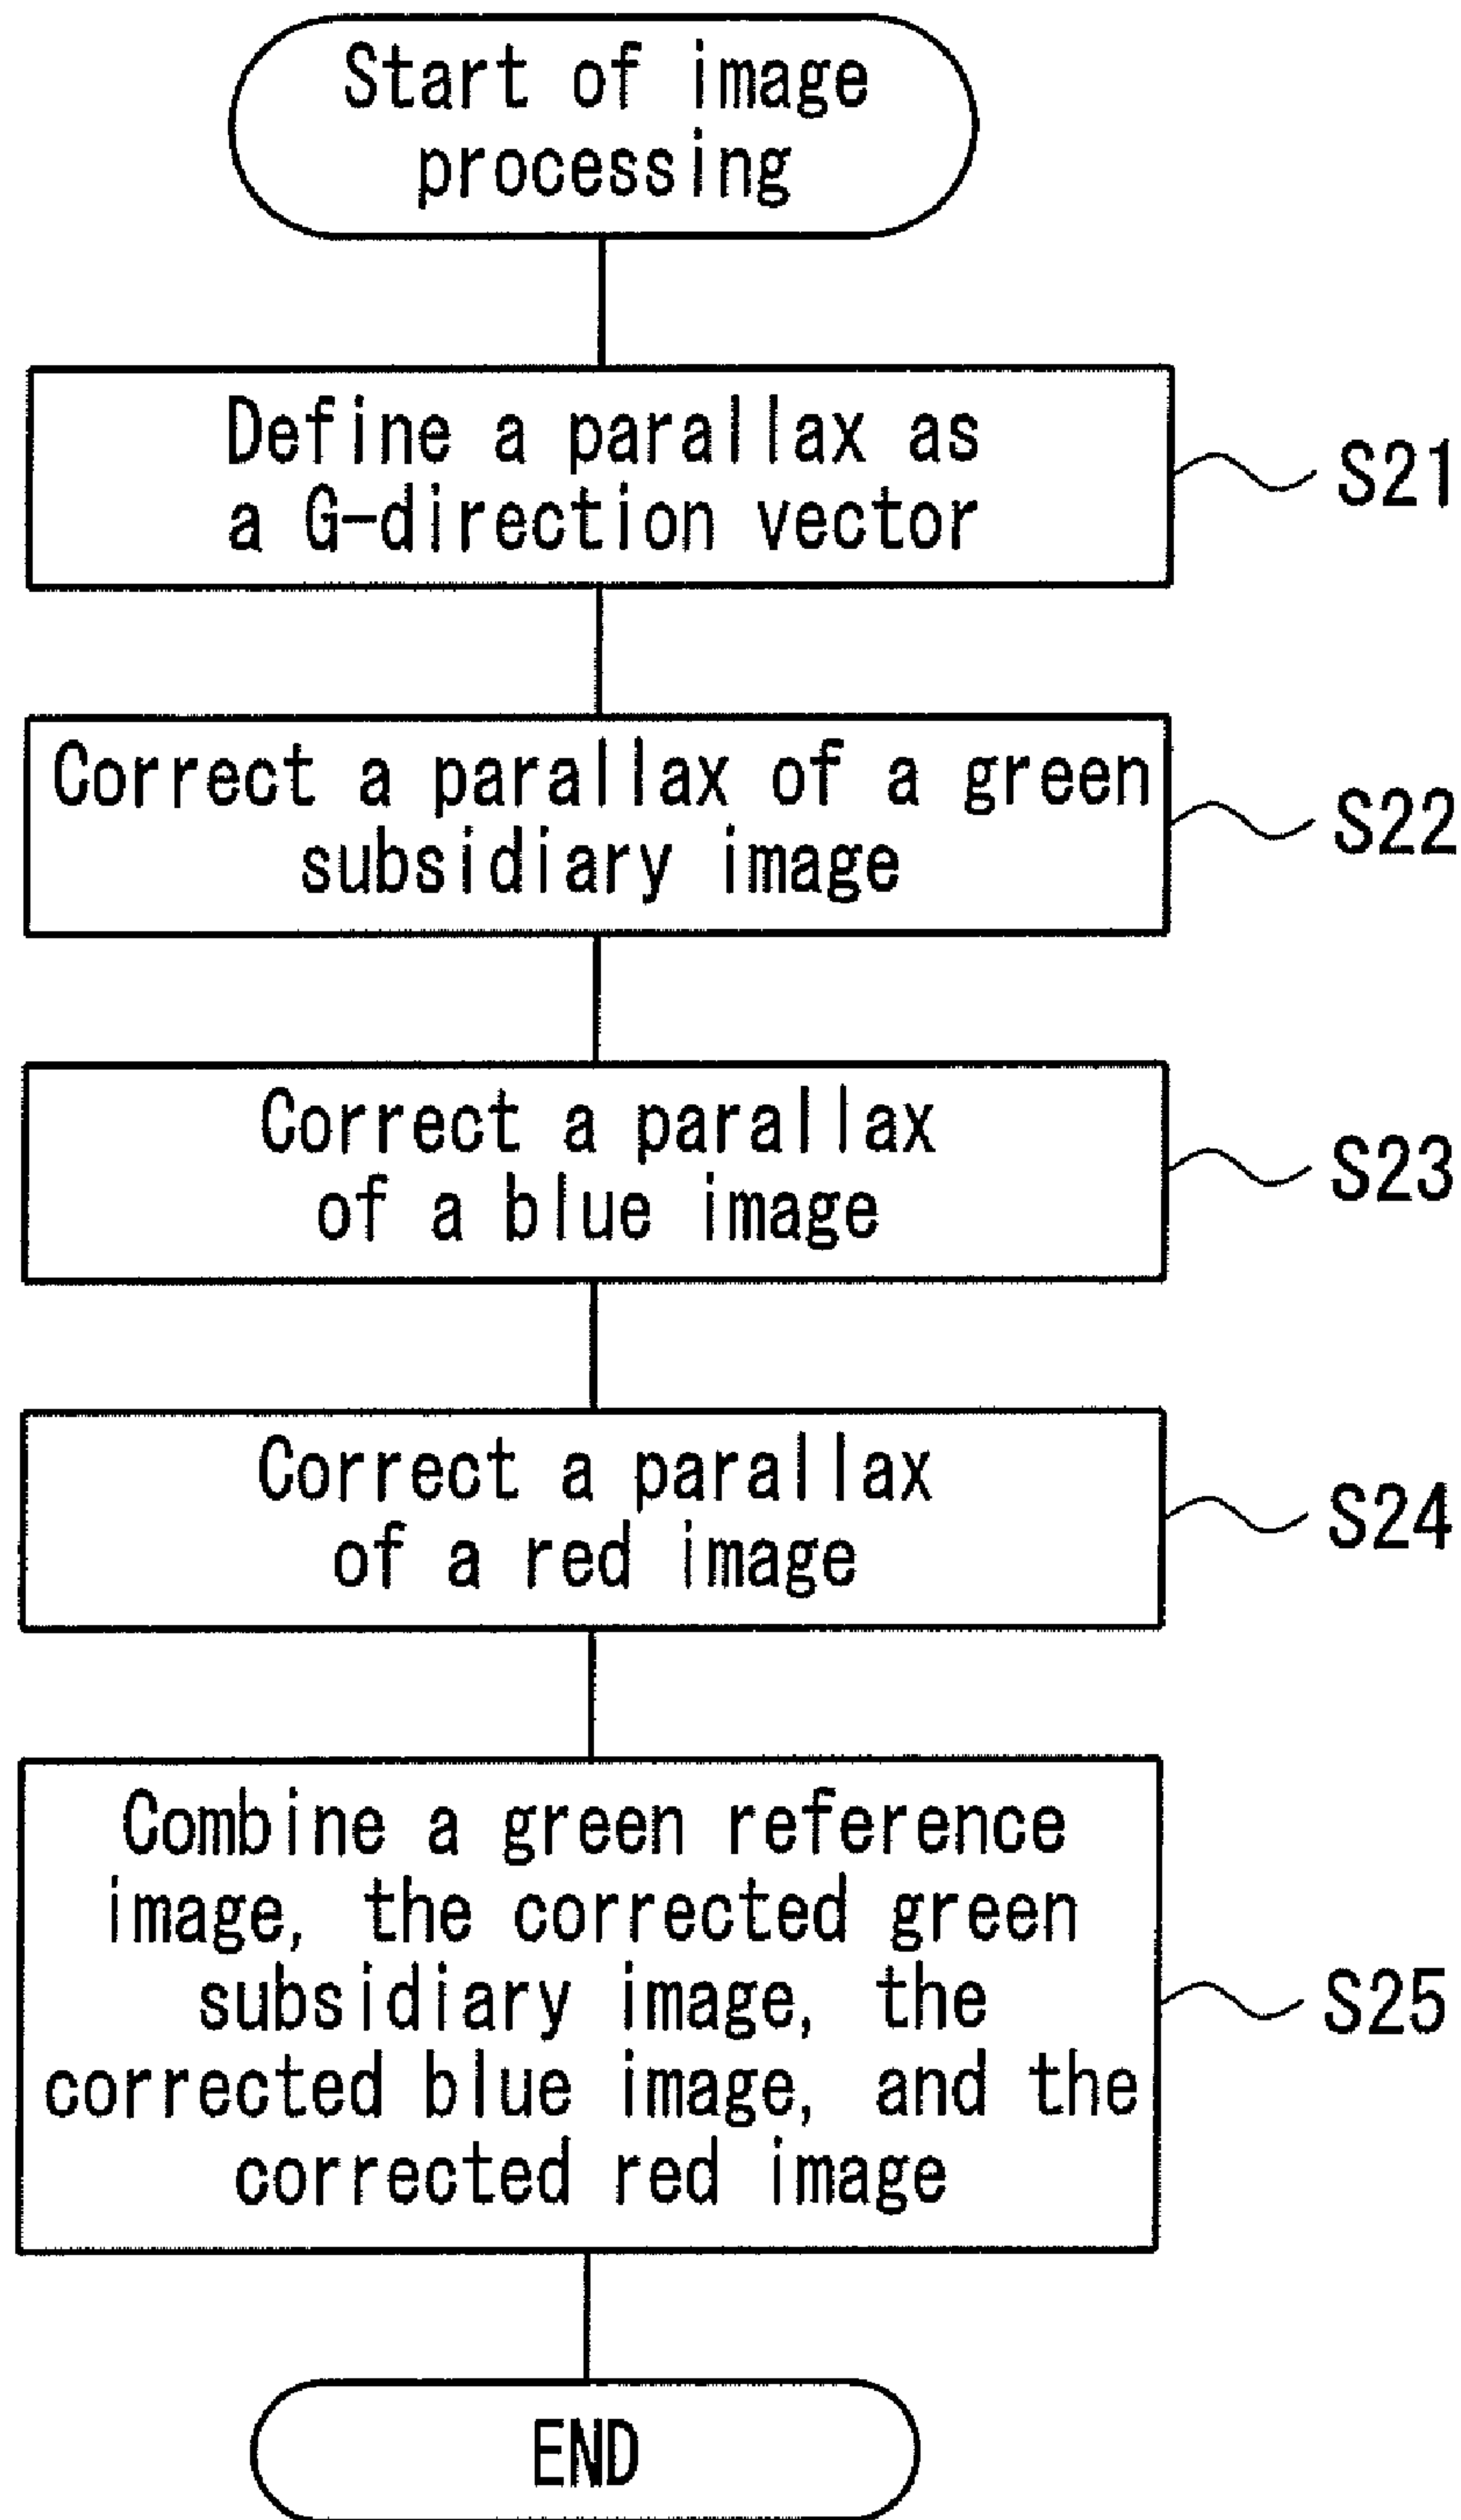 Start of image
processing
Define a parallax as
a G-direction vector
S21
Correct a parallax of a green
subsidiary image
S22
Correct a parallax
of a blue image
S23
Correct a parallax
of a red image
S24
Combine a green reference
image, the corrected green
subsidiary image, the
corrected blue image, and the
corrected red image
S25
END